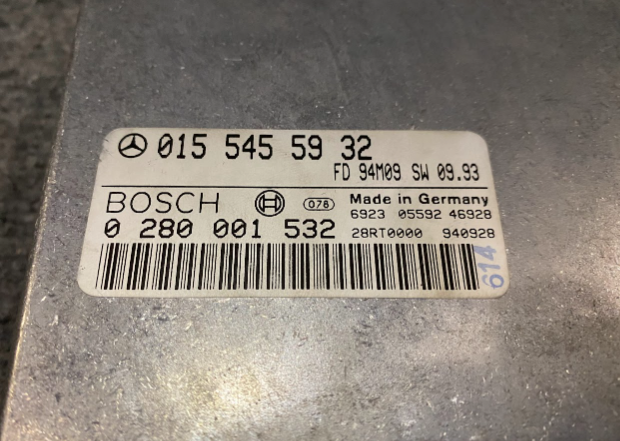 015 545 59 32
FD 94M09 SW 09.93
BOSCH 078 Made in Germany
6923 05592 46928
0 280 001 532 28RT0000 940928
614